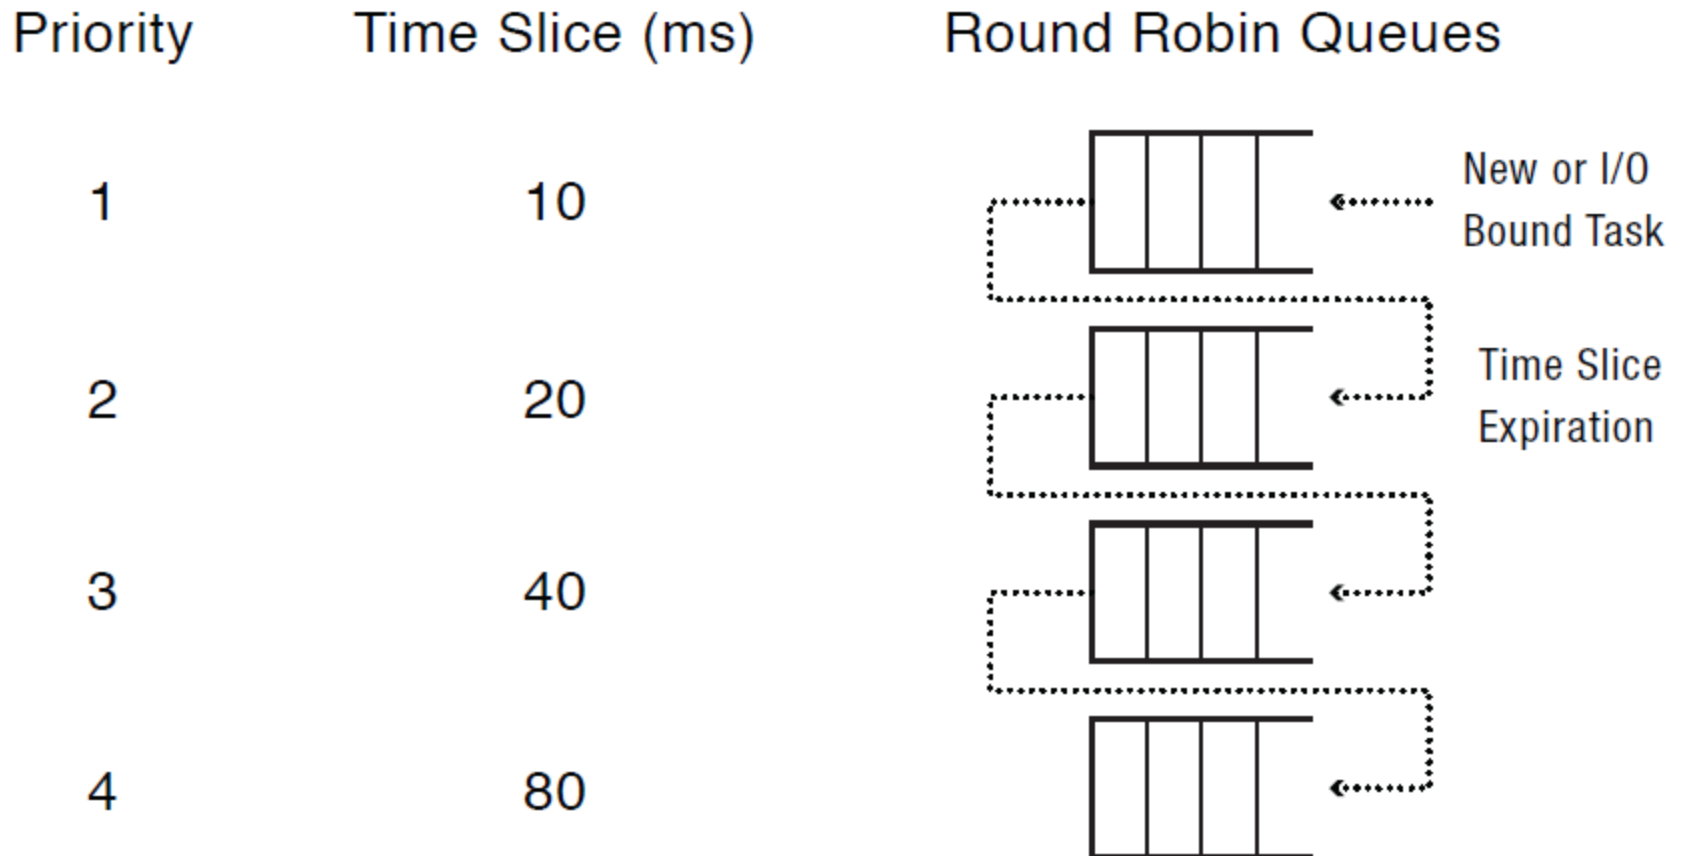 Priority Time Slice (ms) Round Robin Queues
1 10 New or I/O
Bound Task
2 20 Time Slice
Expiration
3 40
4 80